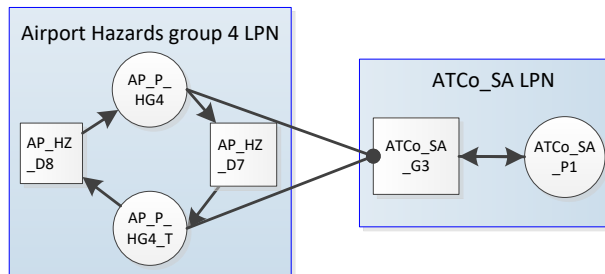 Airport Hazards group 4 LPN
AP_P_
HG4
AP_HZ
_D8
AP_HZ
_D7
AP_P_
HG4_T
ATCo_SA LPN
ATCo_SA
_G3
ATCo_SA
_P1